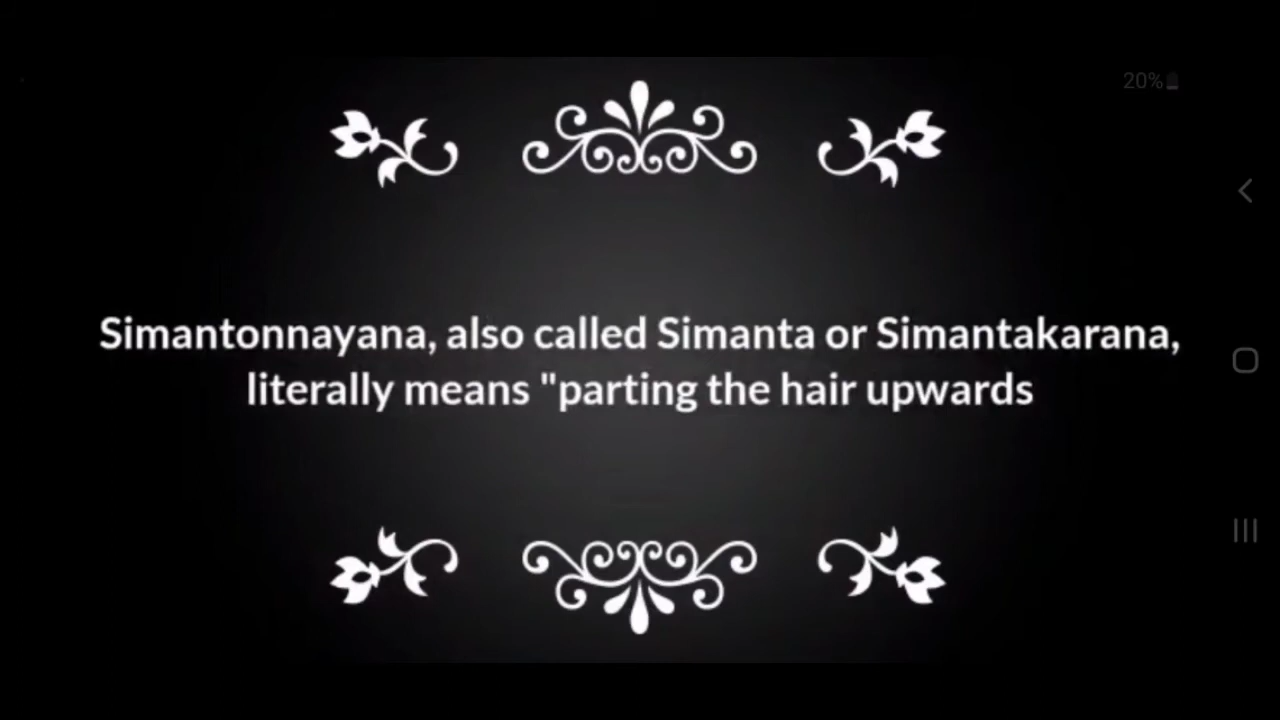 20%
Simantonnayana, also called Simanta or Simantakarana,
literally means "parting the hair upwards